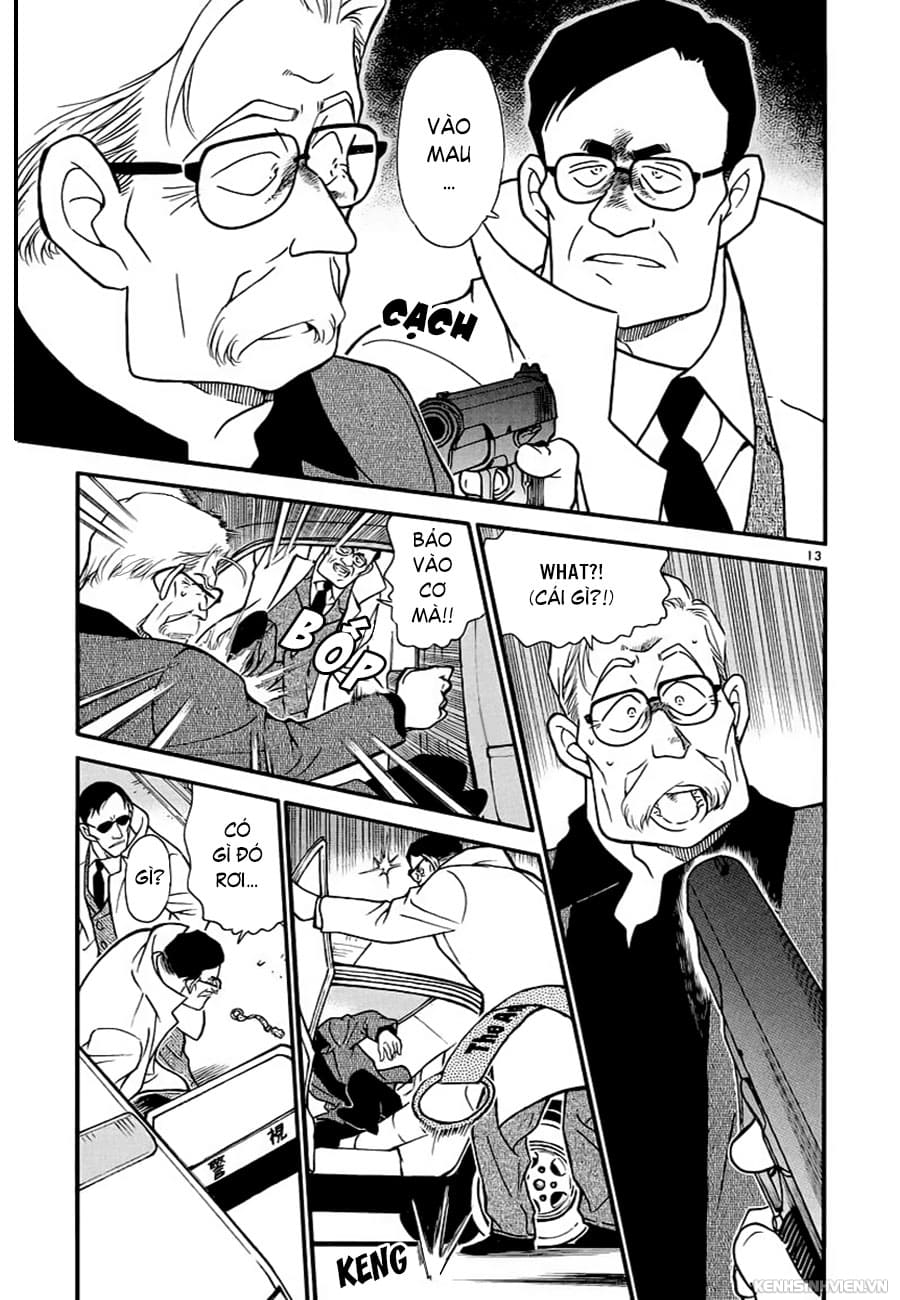 VÀO
MAU
...
CẠCH
13
WHAT?!
(CÁI GÌ?!)
BẢO
VÀO
CƠ
MÀ!!
BỐP
The A
CÓ
GÌ ĐÓ
RƠI...
GÌ?
警視
KENG
KENHSINHVIEN.VN